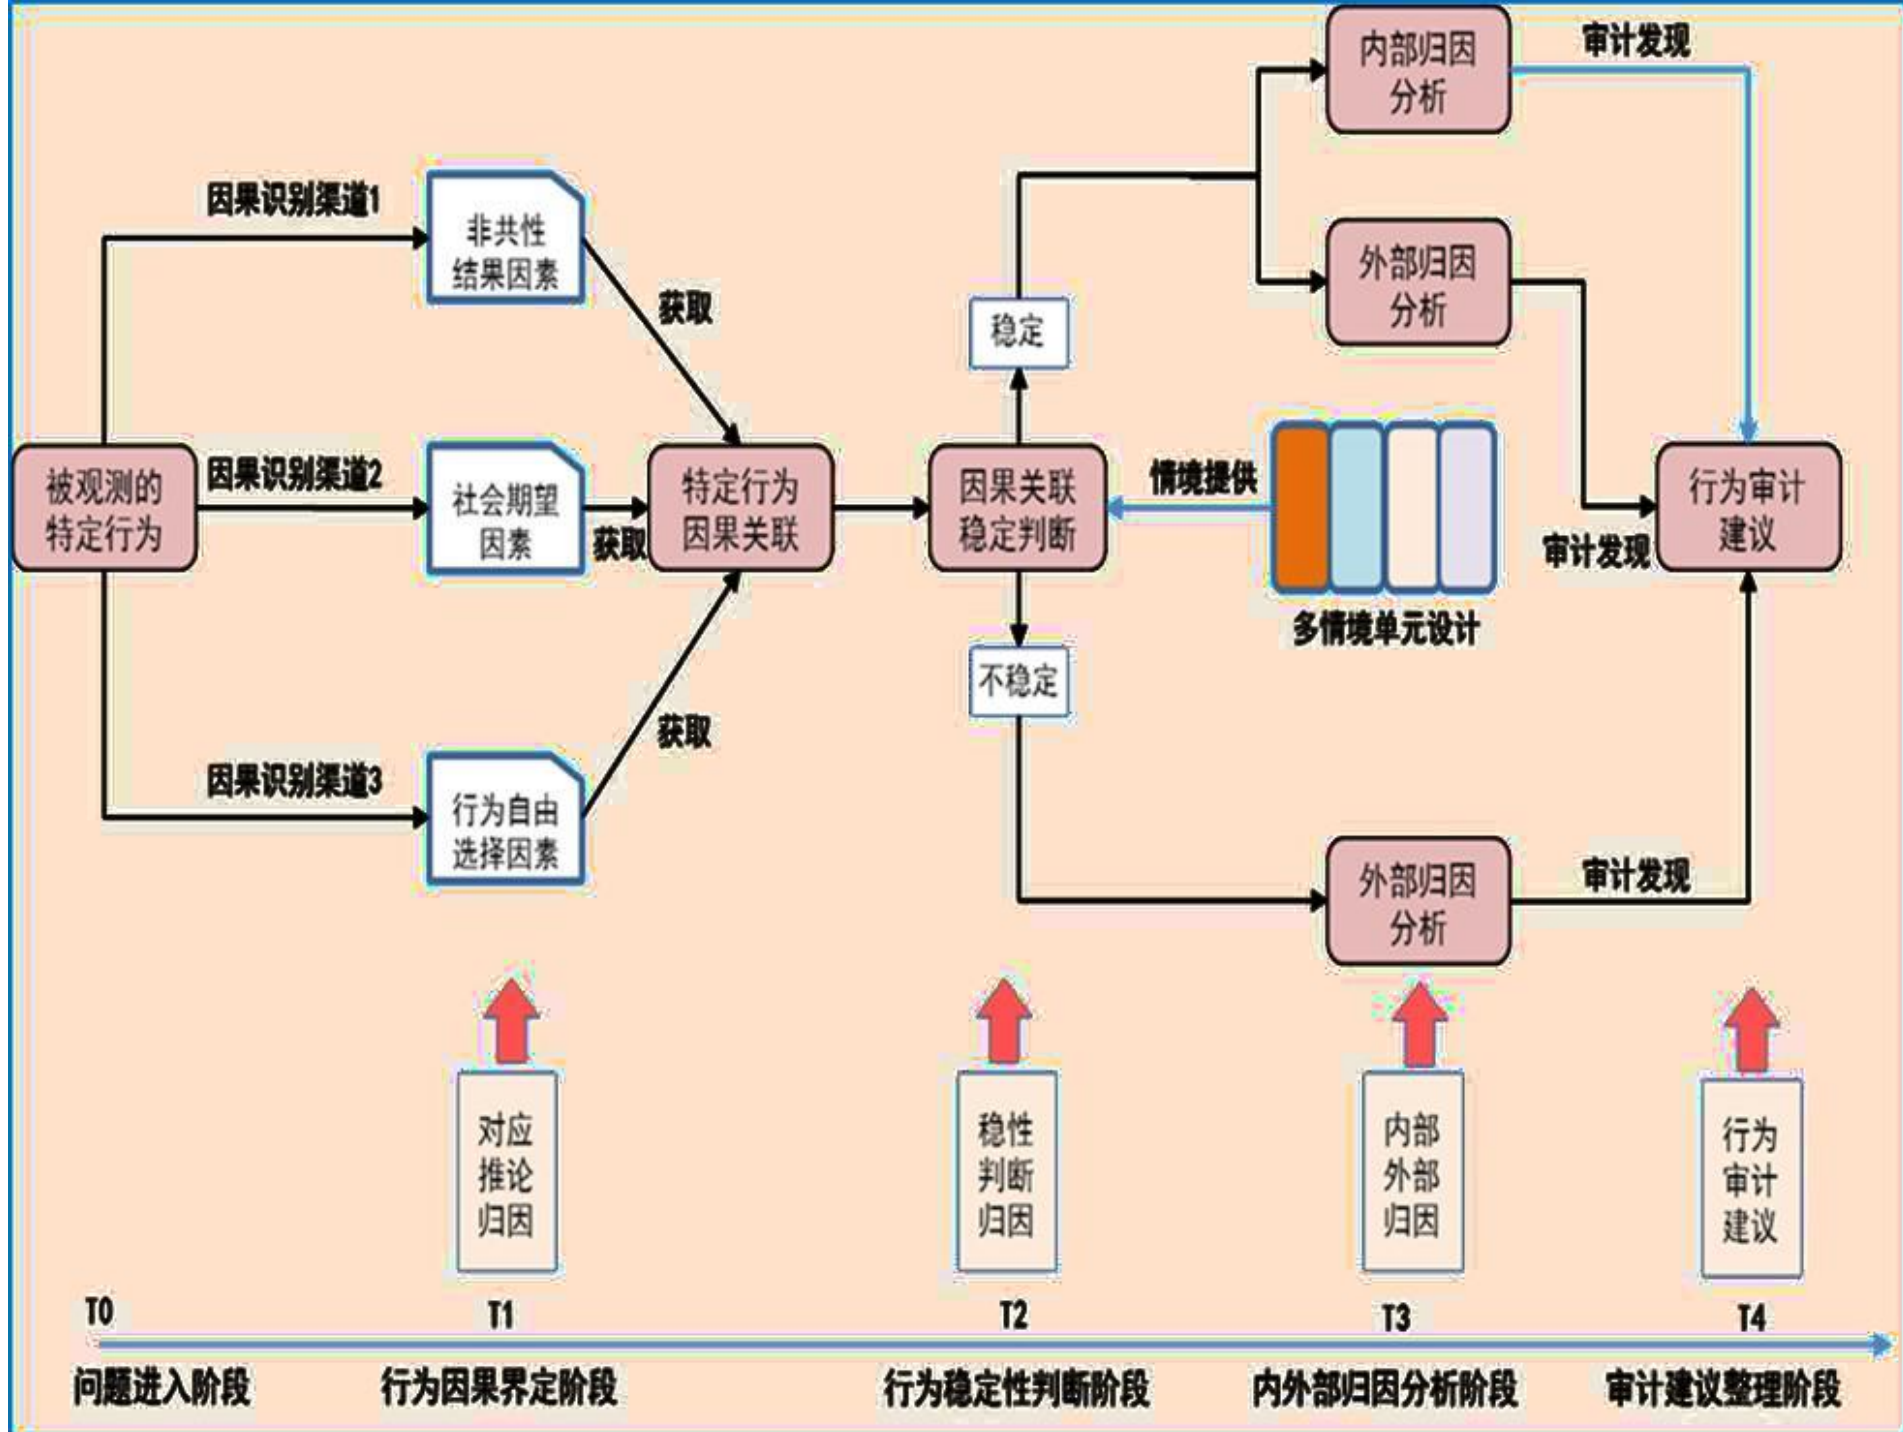 内部归因
分析
审计发现
因果识别渠道1
非共性
结果因素
获取
外部归因
分析
稳定
被观测的
特定行为
因果识别渠道2
社会期望
因素
获取
特定行为
因果关联
因果关联
稳定判断
情境提供
多情境单元设计
审计发现
行为审计
建议
不稳定
获取
因果识别渠道3
行为自由
选择因素
外部归因
分析
审计发现
对应
推论
归因
稳性
判断
归因
内部
外部
归因
行为
审计
建议
T0
T1
T2
T3
T4
问题进入阶段
行为因果界定阶段
行为稳定性判断阶段
内外部归因分析阶段
审计建议整理阶段